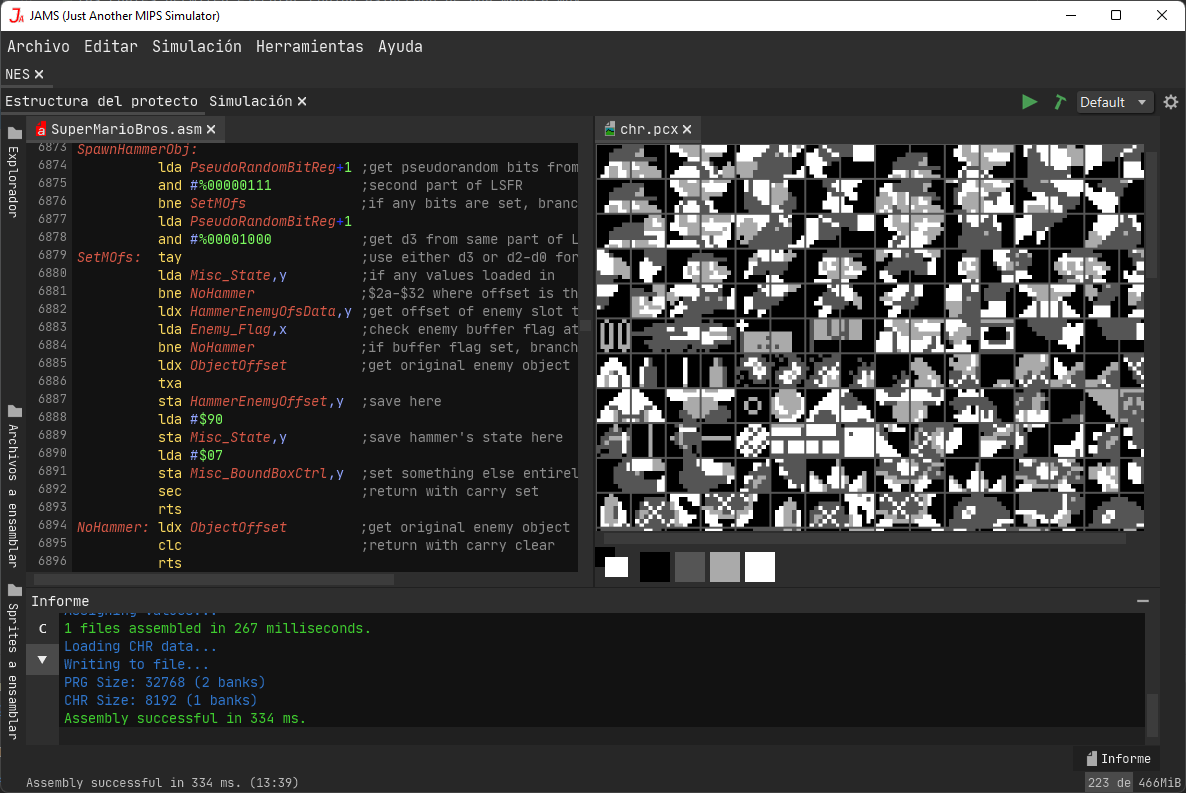 JAMS (Just Another MIPS Simulator)
Archivo Editar Simulación Herramientas Ayuda
NES
Estructura del protecto Simulación
Default
SuperMarioBros.asm
chr.pcx
Explorador
Archivos a ensamblar
Sprites a ensamblar
6873 SpawnHammerObj:
6874 lda PseudoRandomBitReg+1 ;get pseudorandom bits from
6875 and #%00000111 ;second part of LSFR
6876 bne SetMOfs ;if any bits are set, branc
6877 lda PseudoRandomBitReg+1
6878 and #%00001000 ;get d3 from same part of L
6879 SetMOfs: tay ;use either d3 or d2-d0 for
6880 lda Misc_State,y ;if any values loaded in
6881 bne NoHammer ;$2a-$32 where offset is th
6882 ldx HammerEnemyOfsData,y ;get offset of enemy slot t
6883 lda Enemy_Flag,x ;check enemy buffer flag at
6884 bne NoHammer ;if buffer flag set, branch
6885 ldx ObjectOffset ;get original enemy object
6886 txa
6887 sta HammerEnemyOffset,y ;save here
6888 lda #$90
6889 sta Misc_State,y ;save hammer's state here
6890 lda #$07
6891 sta Misc_BoundBoxCtrl,y ;set something else entirel
6892 sec ;return with carry set
6893 rts
6894 NoHammer: ldx ObjectOffset ;get original enemy object
6895 clc ;return with carry clear
6896 rts
Informe
C
Assigning values...
1 files assembled in 267 milliseconds.
Loading CHR data...
Writing to file...
PRG Size: 32768 (2 banks)
CHR Size: 8192 (1 banks)
Assembly successful in 334 ms.
Informe
Assembly successful in 334 ms. (13:39)
223 de 466MiB